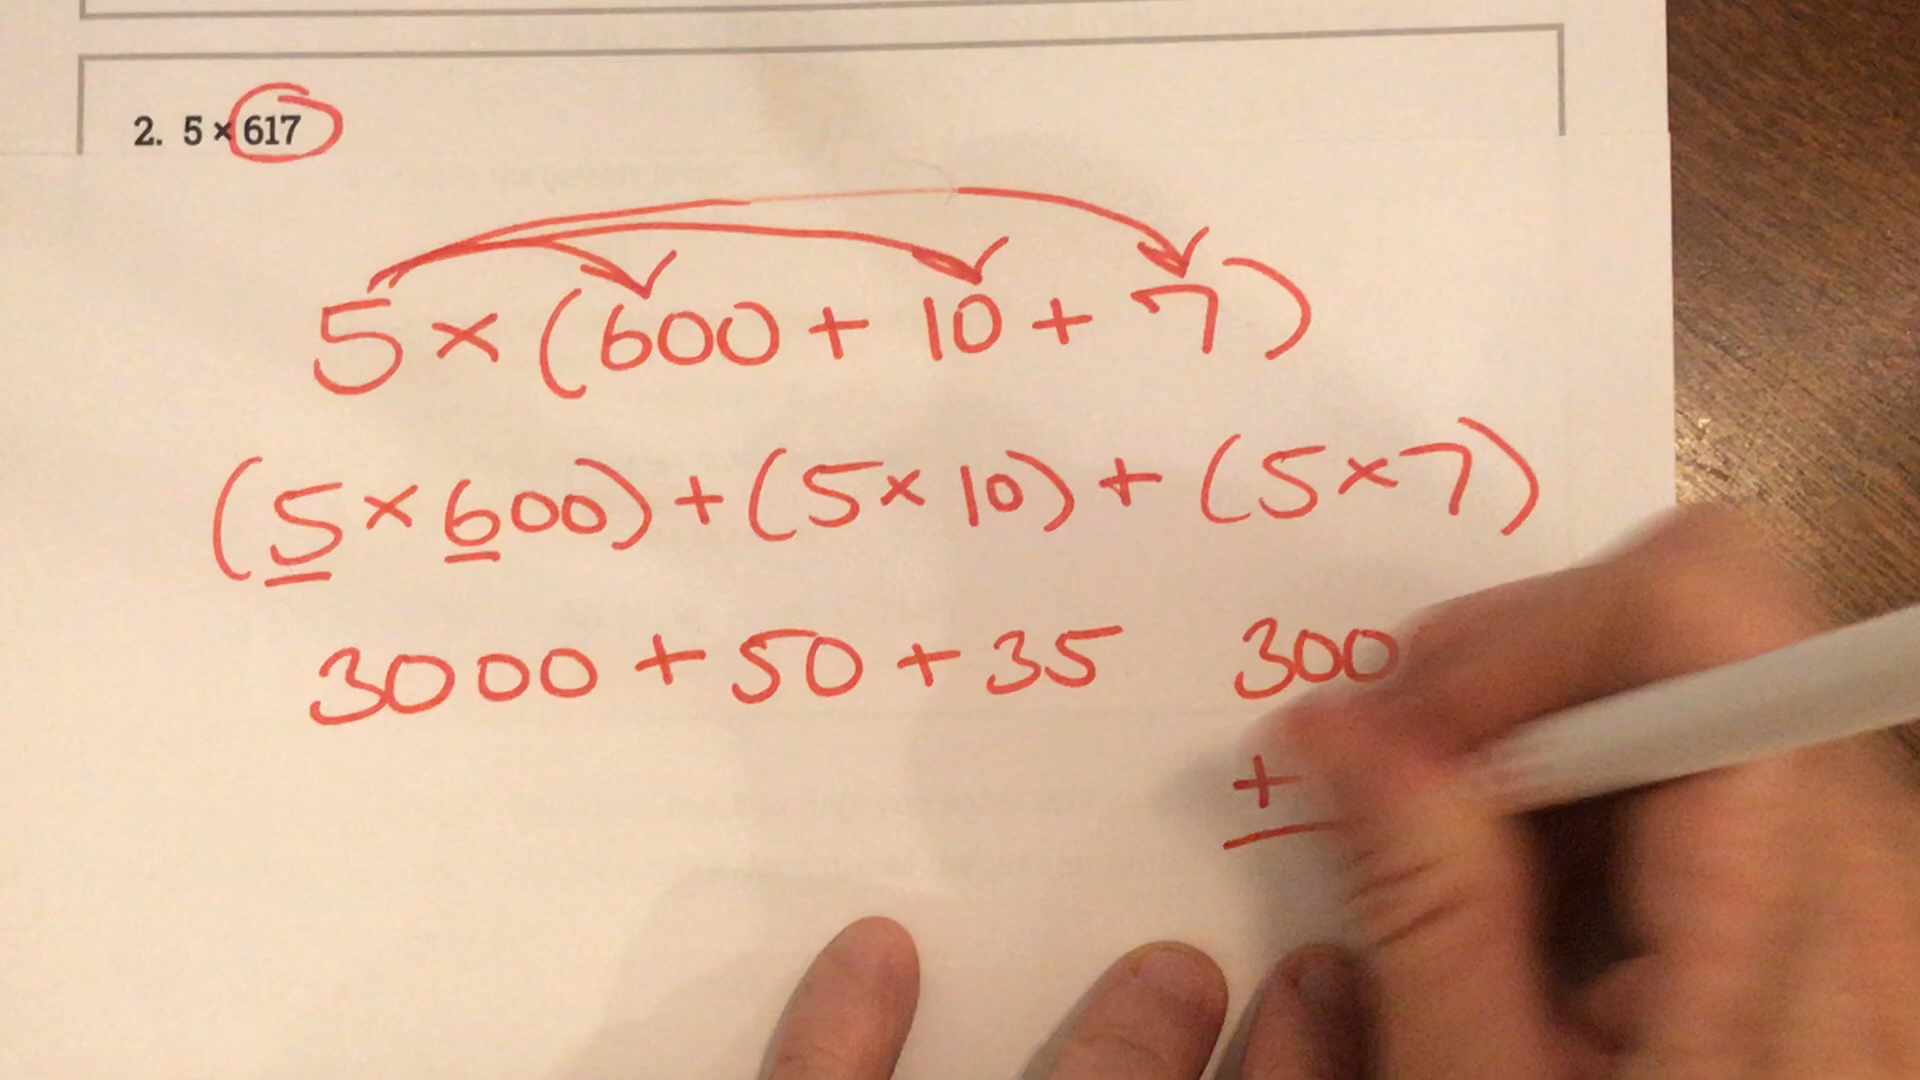 2. 5 × 617
5 × (600 + 10 + 7)
(5 × 600) + (5 × 10) + (5 × 7)
3000 + 50 + 35 300
+